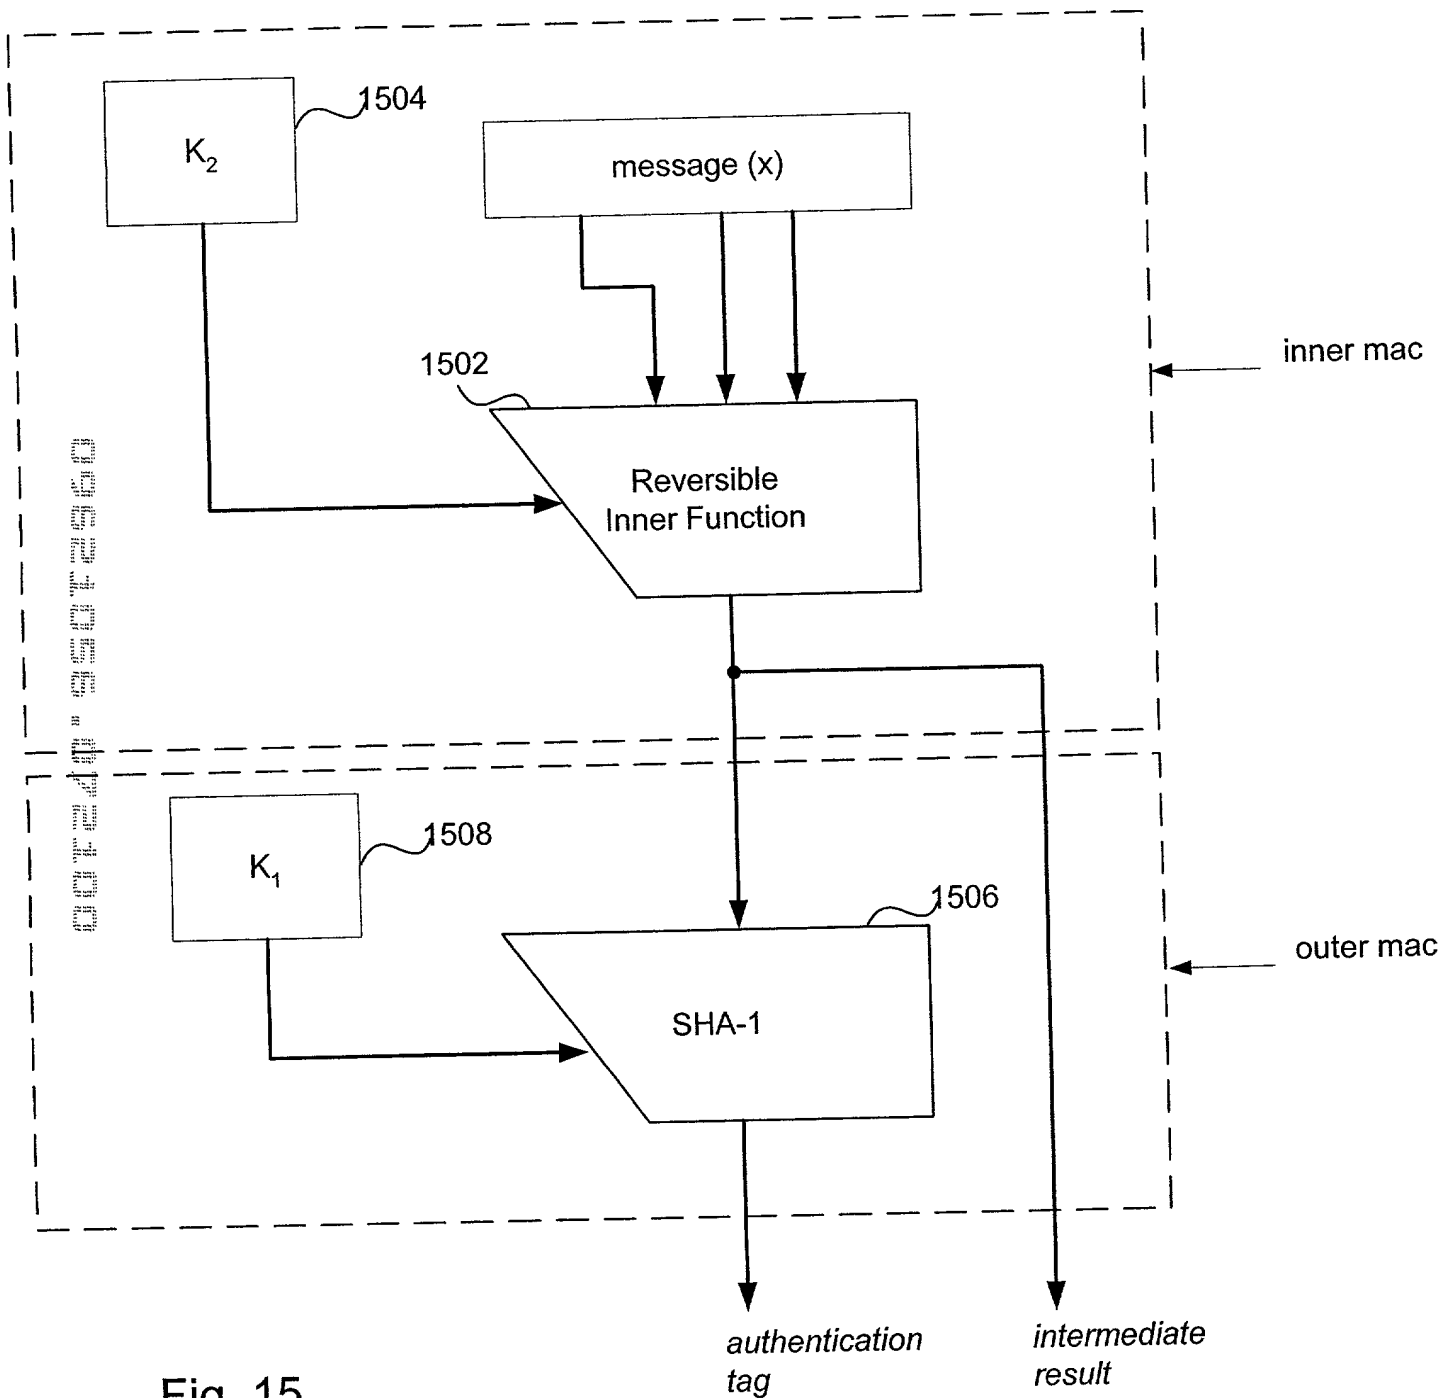 1504
K₂
message (x)
inner mac
1502
Reversible
Inner Function
1508
K₁
1506
outer mac
SHA-1
authentication
tag
intermediate
result
Fig. 15